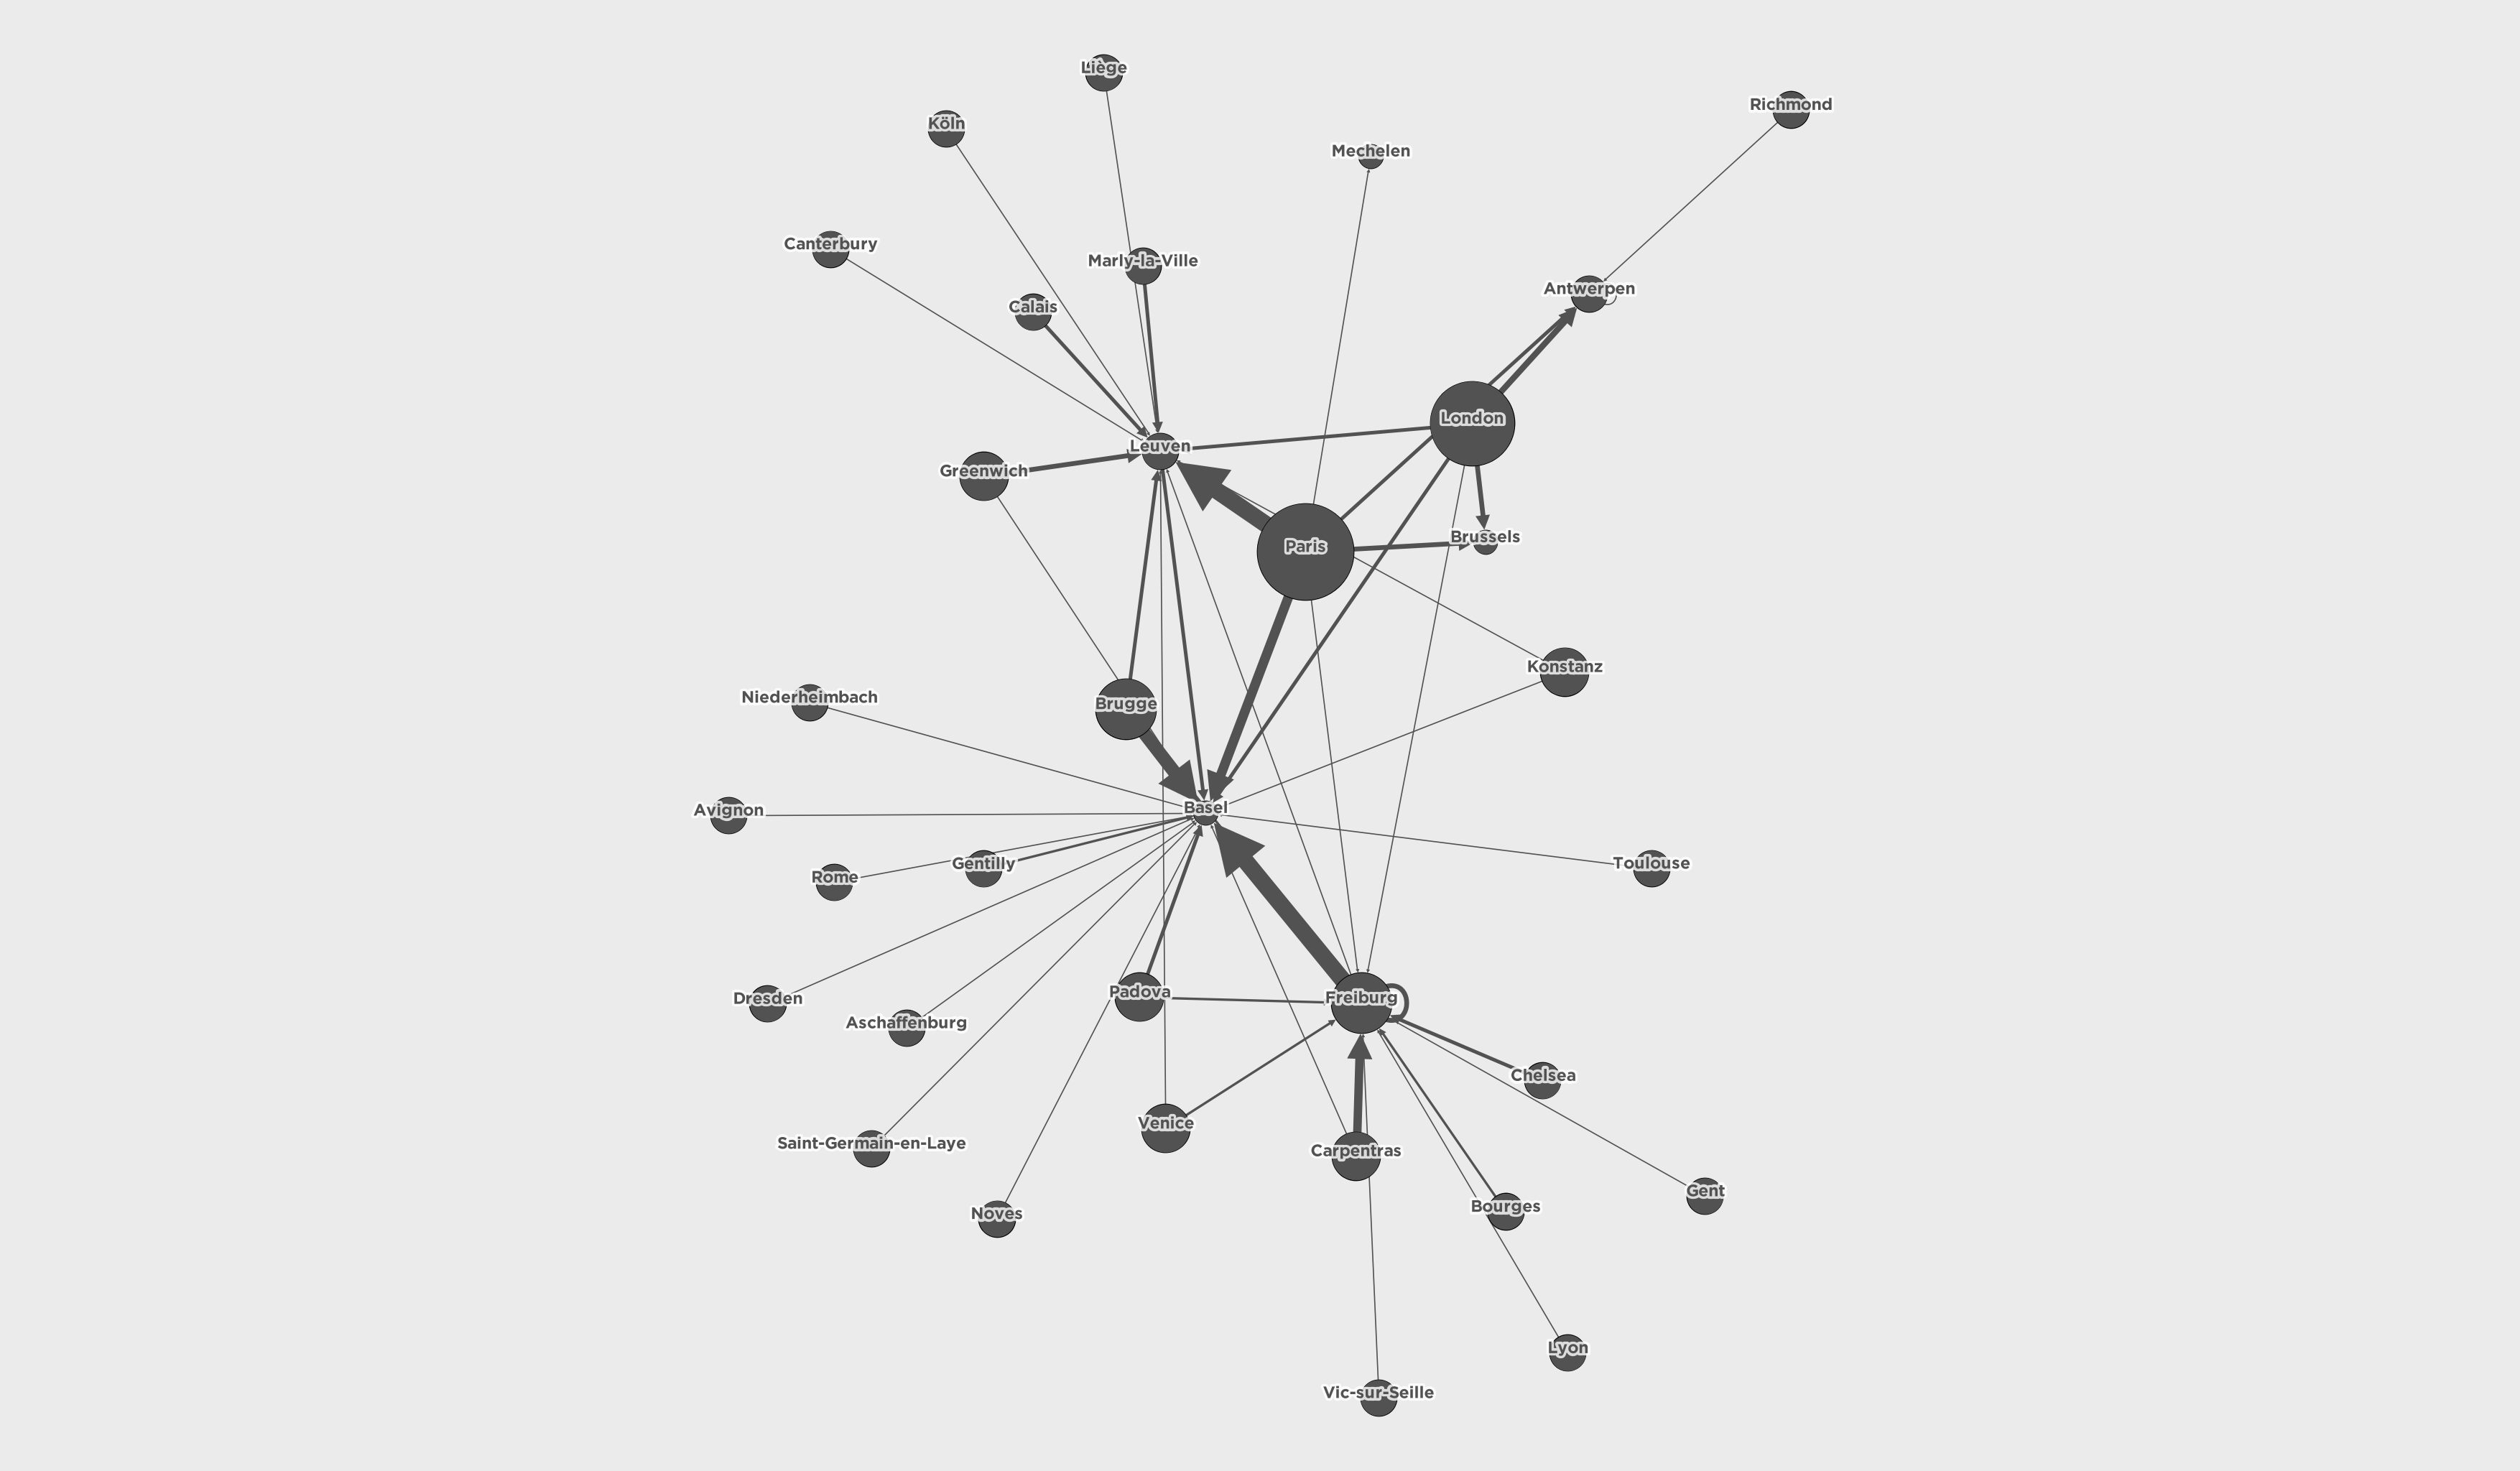 Liège
Richmond
Köln
Mechelen
Canterbury
Marly-la-Ville
Antwerpen
Calais
London
Leuven
Greenwich
Brussels
Paris
Konstanz
Niederheimbach
Brugge
Basel
Avignon
Gentilly
Toulouse
Rome
Padova
Freiburg
Dresden
Aschaffenburg
Chelsea
Venice
Saint-Germain-en-Laye
Carpentras
Gent
Bourges
Noves
Lyon
Vic-sur-Seille